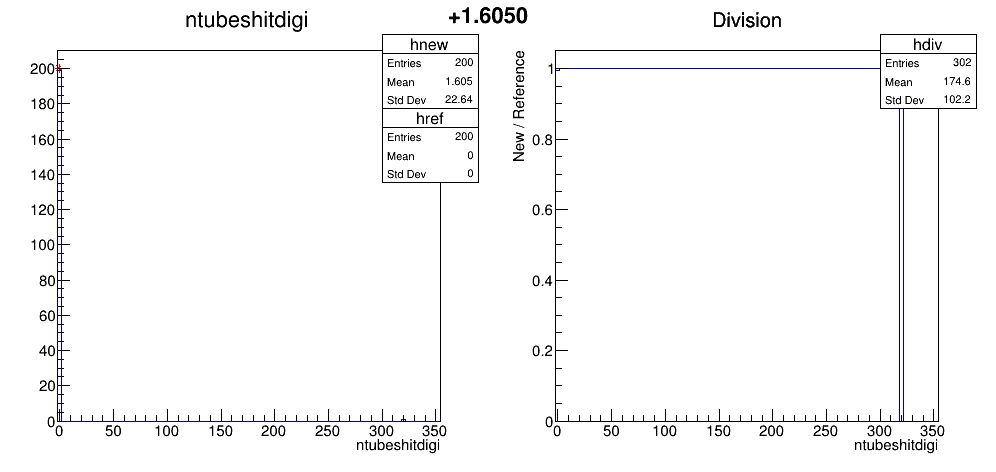 ntubeshitdigi
+1.6050
Division
hnew
Entries 200
Mean 1.605
Std Dev 22.64
href
Entries 200
Mean 0
Std Dev 0
200
180
160
140
120
100
80
60
40
20
0
0 50 100 150 200 250 300 350
ntubeshitdigi
hdiv
Entries 302
Mean 174.6
Std Dev 102.2
New / Reference
1
0.8
0.6
0.4
0.2
0
0 50 100 150 200 250 300 350
ntubeshitdigi